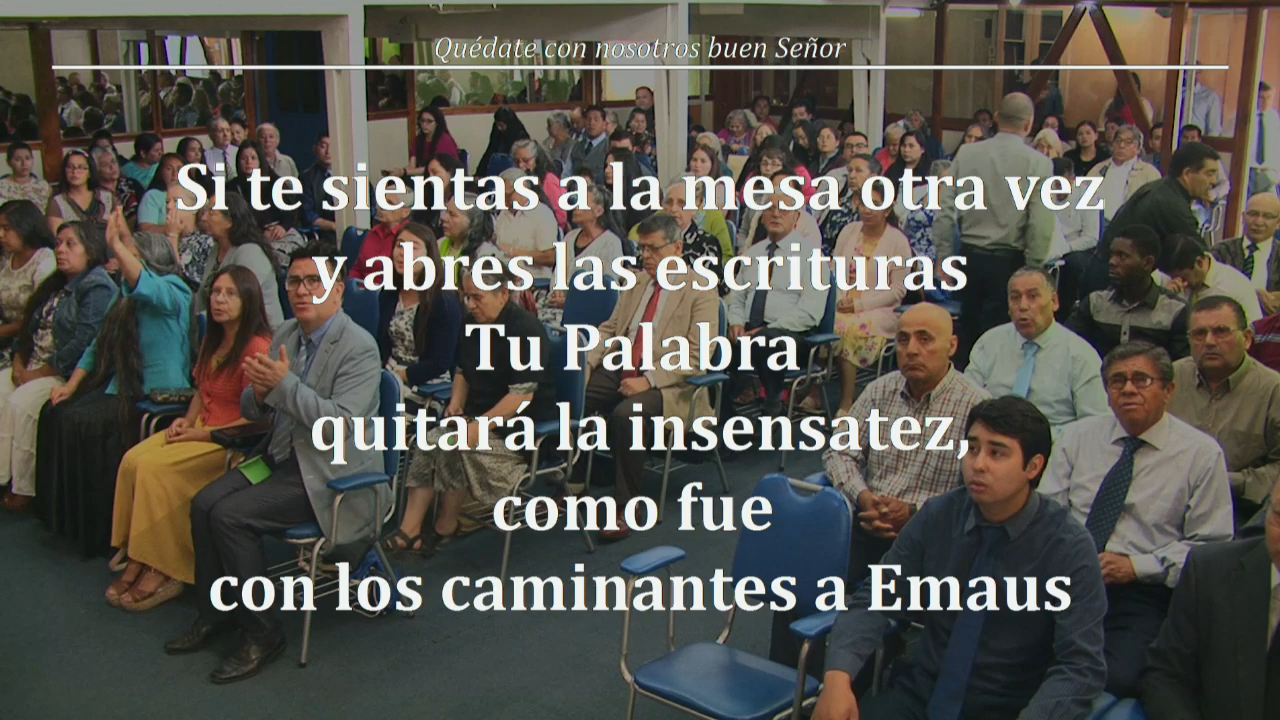 Quédate con nosotros buen Señor
Si te sientas a la mesa otra vez
y abres las escrituras
Tu Palabra
quitará la insensatez,
como fue
con los caminantes a Emaus